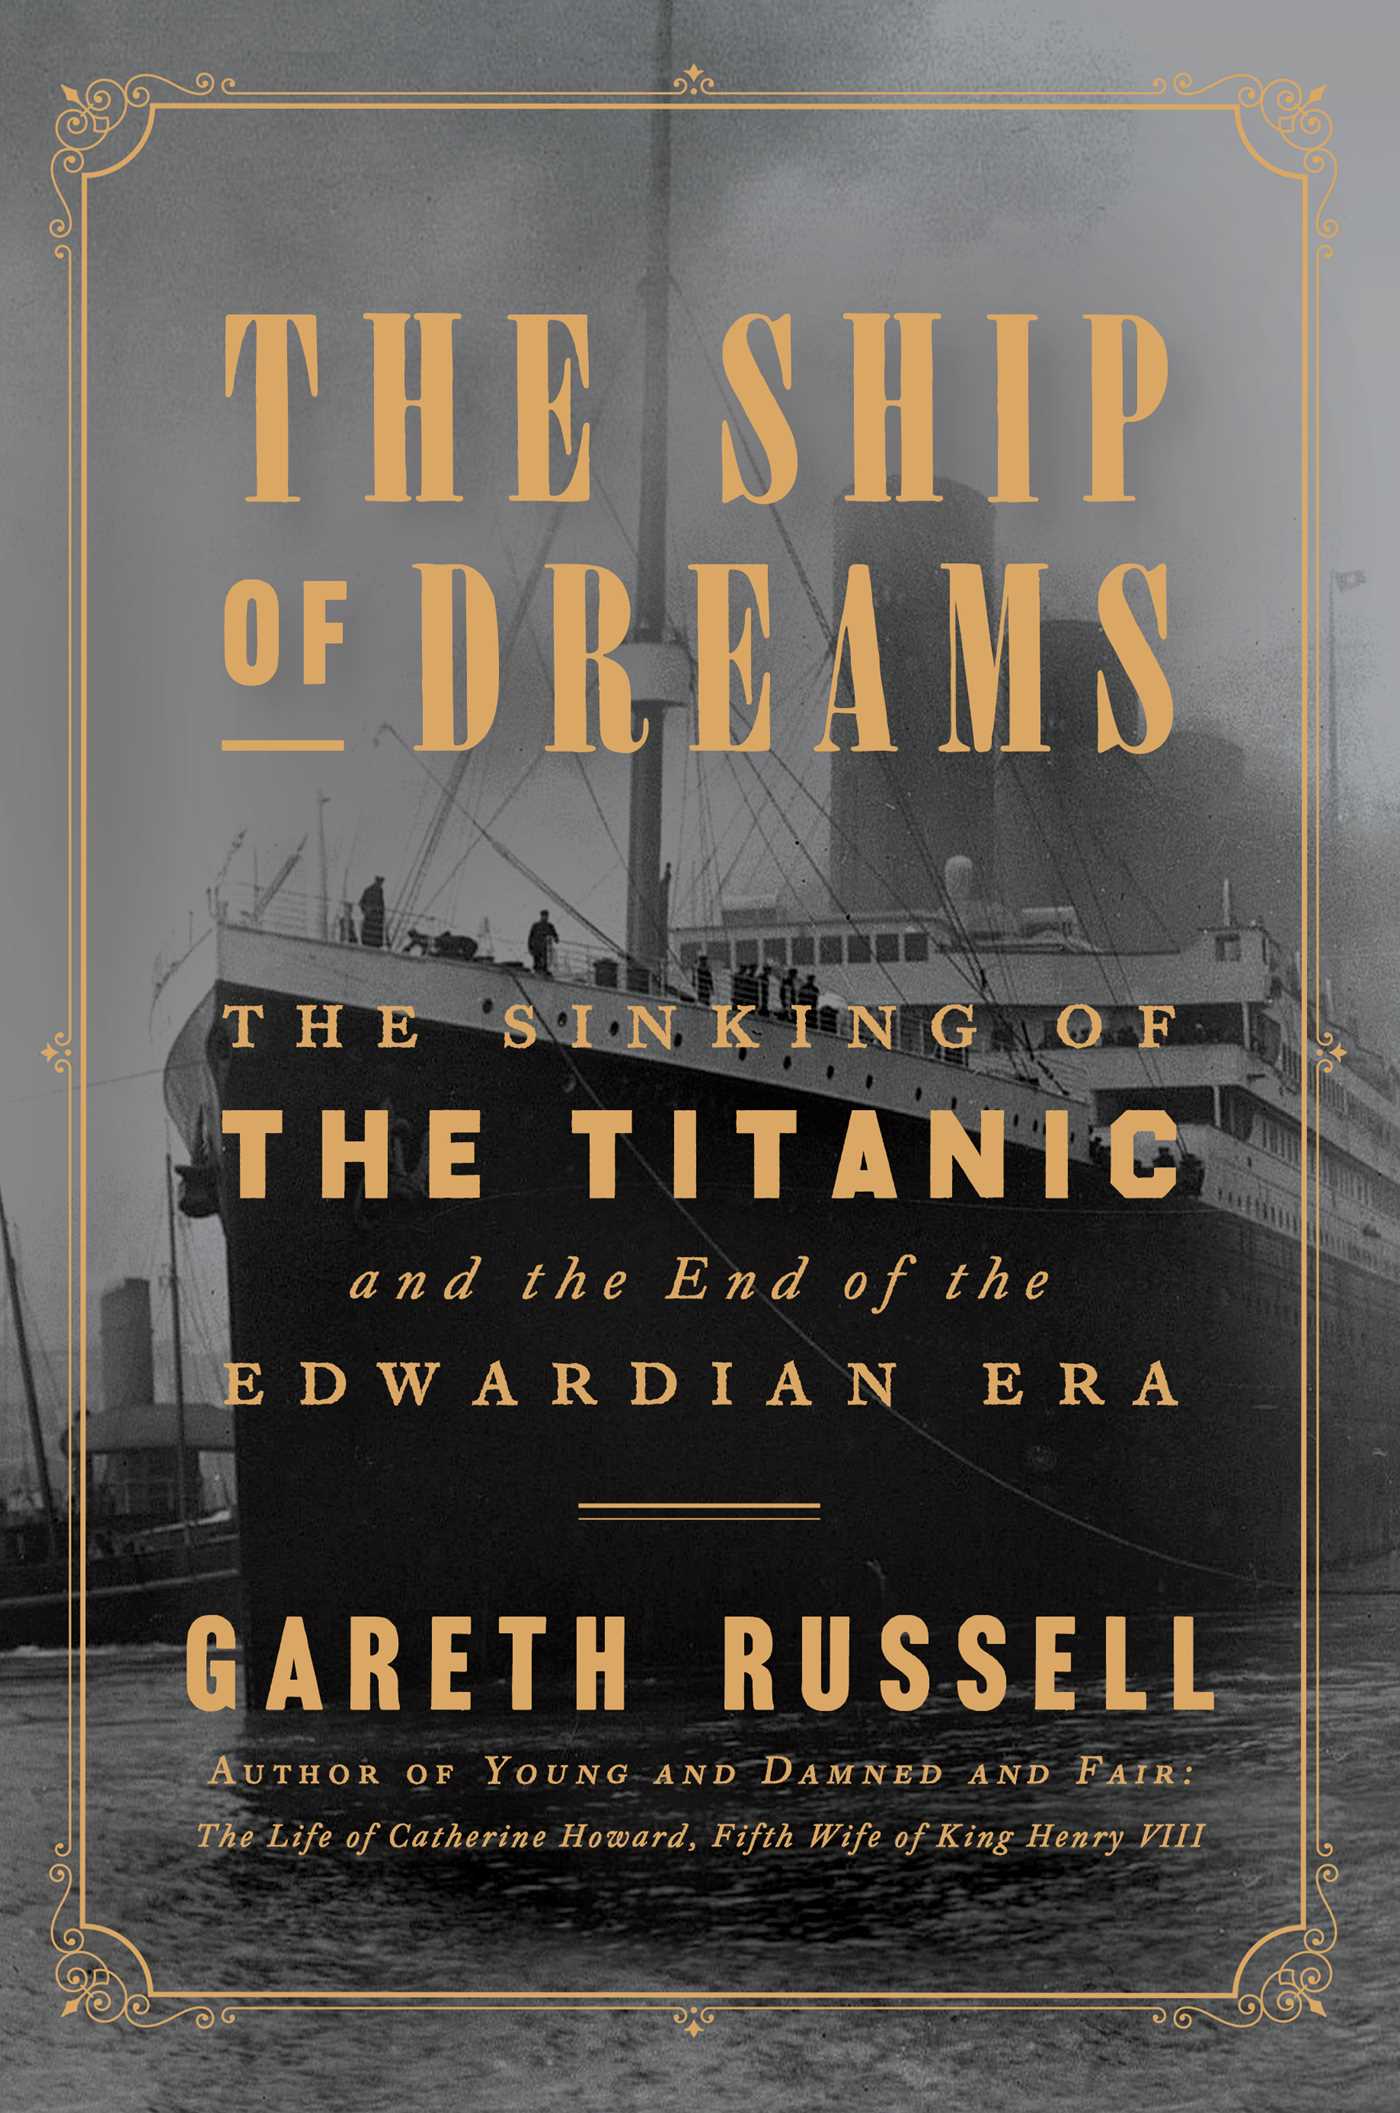 THE SHIP
OF DREAMS
THE SINKING OF
THE TITANIC
and the End of the
EDWARDIAN ERA
GARETH RUSSELL
AUTHOR OF YOUNG AND DAMNED AND FAIR:
The Life of Catherine Howard, Fifth Wife of King Henry VIII